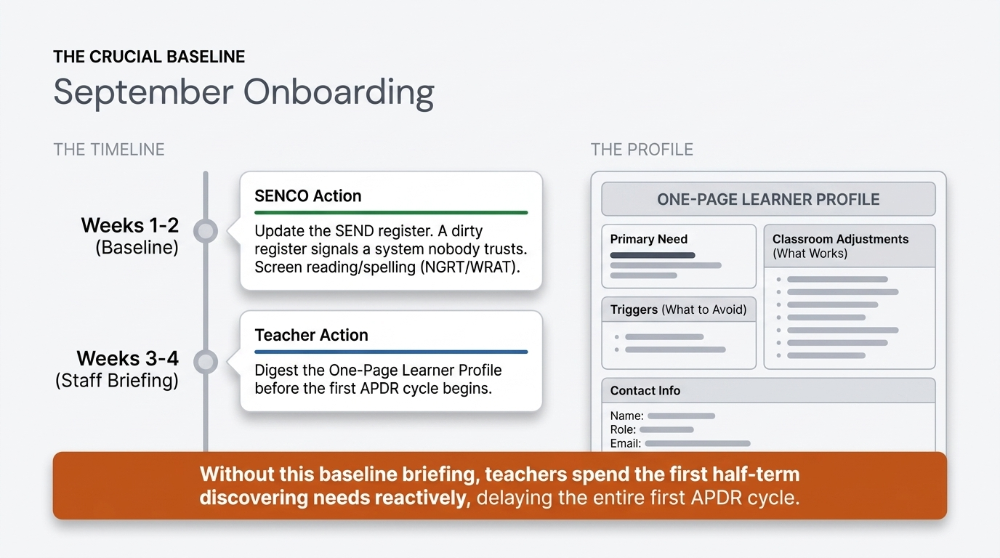 THE CRUCIAL BASELINE
September Onboarding
THE TIMELINE
Weeks 1-2
(Baseline)
SENCO Action
Update the SEND register. A dirty
register signals a system nobody trusts.
Screen reading/spelling (NGRT/WRAT).
Weeks 3-4
(Staff Briefing)
Teacher Action
Digest the One-Page Learner Profile
before the first APDR cycle begins.
THE PROFILE
ONE-PAGE LEARNER PROFILE
Primary Need
Triggers (What to Avoid)
Classroom Adjustments
(What Works)
Contact Info
Name:
Role:
Email:
Without this baseline briefing, teachers spend the first half-term
discovering needs reactively, delaying the entire first APDR cycle.